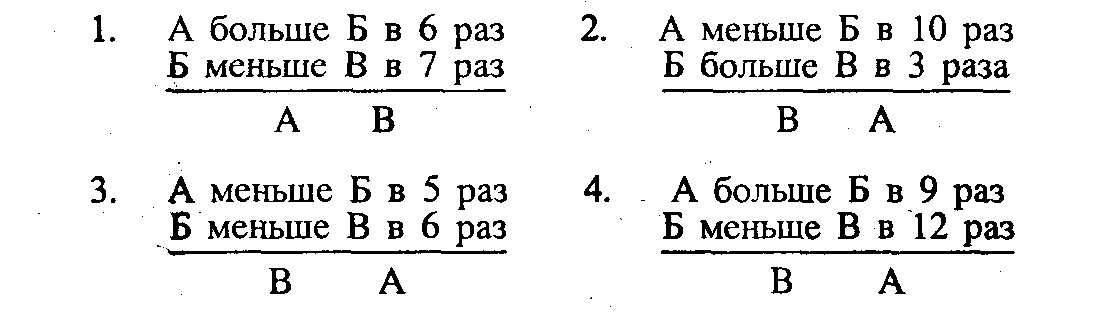 1. А больше Б в 6 раз
Б меньше В в 7 раз
А В
2. А меньше Б в 10 раз
Б больше В в 3 раза
В А
3. А меньше Б в 5 раз
Б меньше В в 6 раз
В А
4. А больше Б в 9 раз
Б меньше В в 12 раз
В А